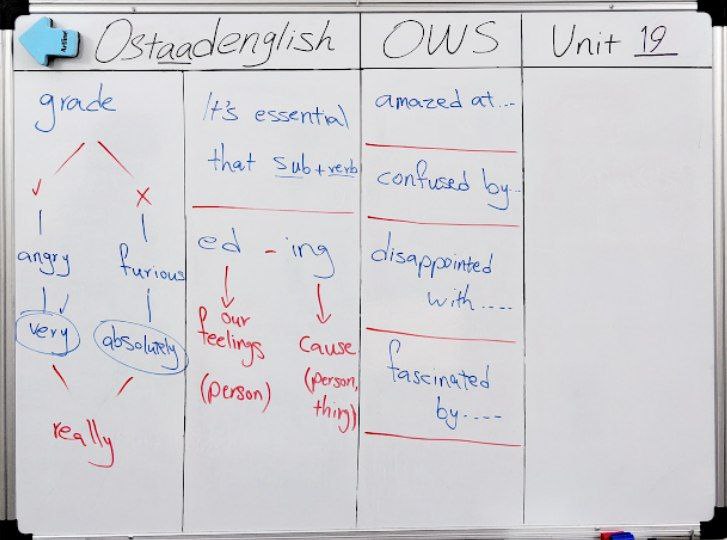 Ostaadenglish
OWS
Unit 19
grade
✓ ✗
angry furious
✓
very absolutely
really
It's essential
that sub + verb
ed - ing
our
feelings
(person)
cause
(person,
thing)
amazed at...
confused by..
disappointed
with ....
fascinated
by----